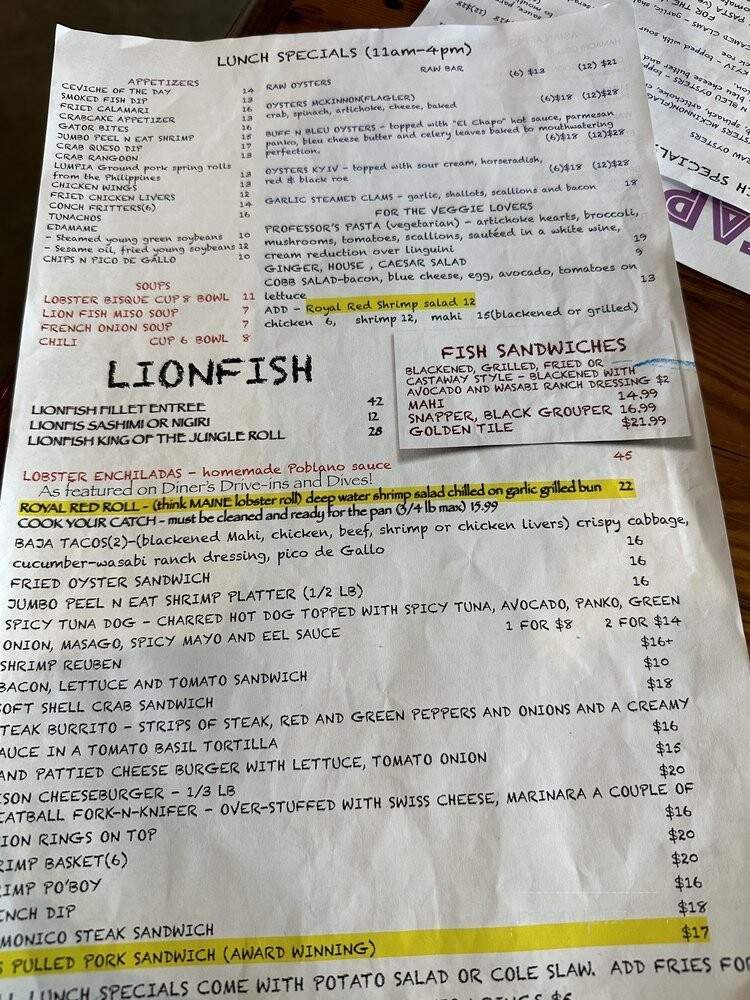 LUNCH SPECIALS (11am-4pm)
APPETIZERS
CEVICHE OF THE DAY 14
SMOKED FISH DIP 13
FRIED CALAMARI 16
CRABCAKE APPETIZER 13
GATOR BITES 16
JUMBO PEEL N EAT SHRIMP 18
CRAB QUESO DIP 17
CRAB RANGOON 13
LUMPIA Ground pork spring rolls
from the Philippines 13
CHICKEN WINGS 13
FRIED CHICKEN LIVERS 12
CONCH FRITTERS(6) 14
TUNACHOS 16
EDAMAME
- Steamed young green soybeans 10
- Sesame oil, fried young soybeans 12
CHIPS N PICO DE GALLO 10
SOUPS
LOBSTER BISQUE CUP 8 BOWL 11
LION FISH MISO SOUP 7
FRENCH ONION SOUP 7
CHILI CUP 6 BOWL 8
RAW BAR
RAW OYSTERS (6) $13 (12) $21
OYSTERS MCKINNON(FLAGLER) (6)$18 (12)$28
crab, spinach, artichoke, cheese, baked
BUFF N BLEU OYSTERS - topped with "El Chapo" hot sauce, parmesan
panko, bleu cheese butter and celery leaves baked to mouthwatering
perfection. (6)$18 (12)$28
OYSTERS KYIV - topped with sour cream, horseradish,
red & black roe (6)$18 (12)$28
GARLIC STEAMED CLAMS - garlic, shallots, scallions and bacon 18
FOR THE VEGGIE LOVERS
PROFESSOR'S PASTA (vegetarian) - artichoke hearts, broccoli,
mushrooms, tomatoes, scallions, sautéed in a white wine,
cream reduction over linguini 19
GINGER, HOUSE , CAESAR SALAD 9
COBB SALAD-bacon, blue cheese, egg, avocado, tomatoes on
lettuce 13
ADD - Royal Red Shrimp salad 12
chicken 6, shrimp 12, mahi 15(blackened or grilled)
LIONFISH
LIONFISH FILLET ENTREE 42
LIONFIS SASHIMI OR NIGIRI 12
LIONFISH KING OF THE JUNGLE ROLL 28
FISH SANDWICHES
BLACKENED, GRILLED, FRIED OR
CASTAWAY STYLE - BLACKENED WITH
AVOCADO AND WASABI RANCH DRESSING $2
MAHI 14.99
SNAPPER, BLACK GROUPER 16.99
GOLDEN TILE $21.99
LOBSTER ENCHILADAS - homemade Poblano sauce 45
As featured on Diner's Drive-ins and Dives!
ROYAL RED ROLL - (think MAINE lobster roll) deep water shrimp salad chilled on garlic grilled bun 22
COOK YOUR CATCH - must be cleaned and ready for the pan (3/4 lb max) 15.99
BAJA TACOS(2)-(blackened Mahi, chicken, beef, shrimp or chicken livers) crispy cabbage,
cucumber-wasabi ranch dressing, pico de Gallo 16
FRIED OYSTER SANDWICH 16
JUMBO PEEL N EAT SHRIMP PLATTER (1/2 LB) 16
SPICY TUNA DOG - CHARRED HOT DOG TOPPED WITH SPICY TUNA, AVOCADO, PANKO, GREEN
ONION, MASAGO, SPICY MAYO AND EEL SAUCE 1 FOR $8 2 FOR $14
SHRIMP REUBEN $16+
BACON, LETTUCE AND TOMATO SANDWICH $10
OFT SHELL CRAB SANDWICH $18
TEAK BURRITO - STRIPS OF STEAK, RED AND GREEN PEPPERS AND ONIONS AND A CREAMY
AUCE IN A TOMATO BASIL TORTILLA $16
AND PATTIED CHEESE BURGER WITH LETTUCE, TOMATO ONION $15
SON CHEESEBURGER - 1/3 LB $20
EATBALL FORK-N-KNIFER - OVER-STUFFED WITH SWISS CHEESE, MARINARA A COUPLE OF
ION RINGS ON TOP $16
RIMP BASKET(6) $20
IMP PO'BOY $20
ENCH DIP $16
MONICO STEAK SANDWICH $18
S PULLED PORK SANDWICH (AWARD WINNING) $17
LUNCH SPECIALS COME WITH POTATO SALAD OR COLE SLAW. ADD FRIES FOR